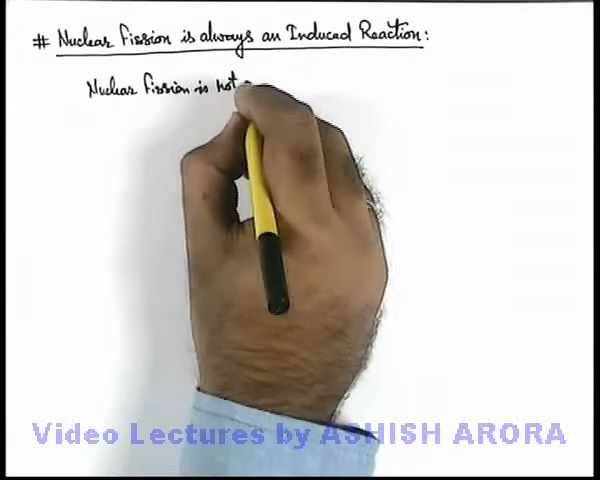 # Nuclear Fission is always an Induced Reaction:
Nuclear Fission is not
Video Lectures by ASHISH ARORA